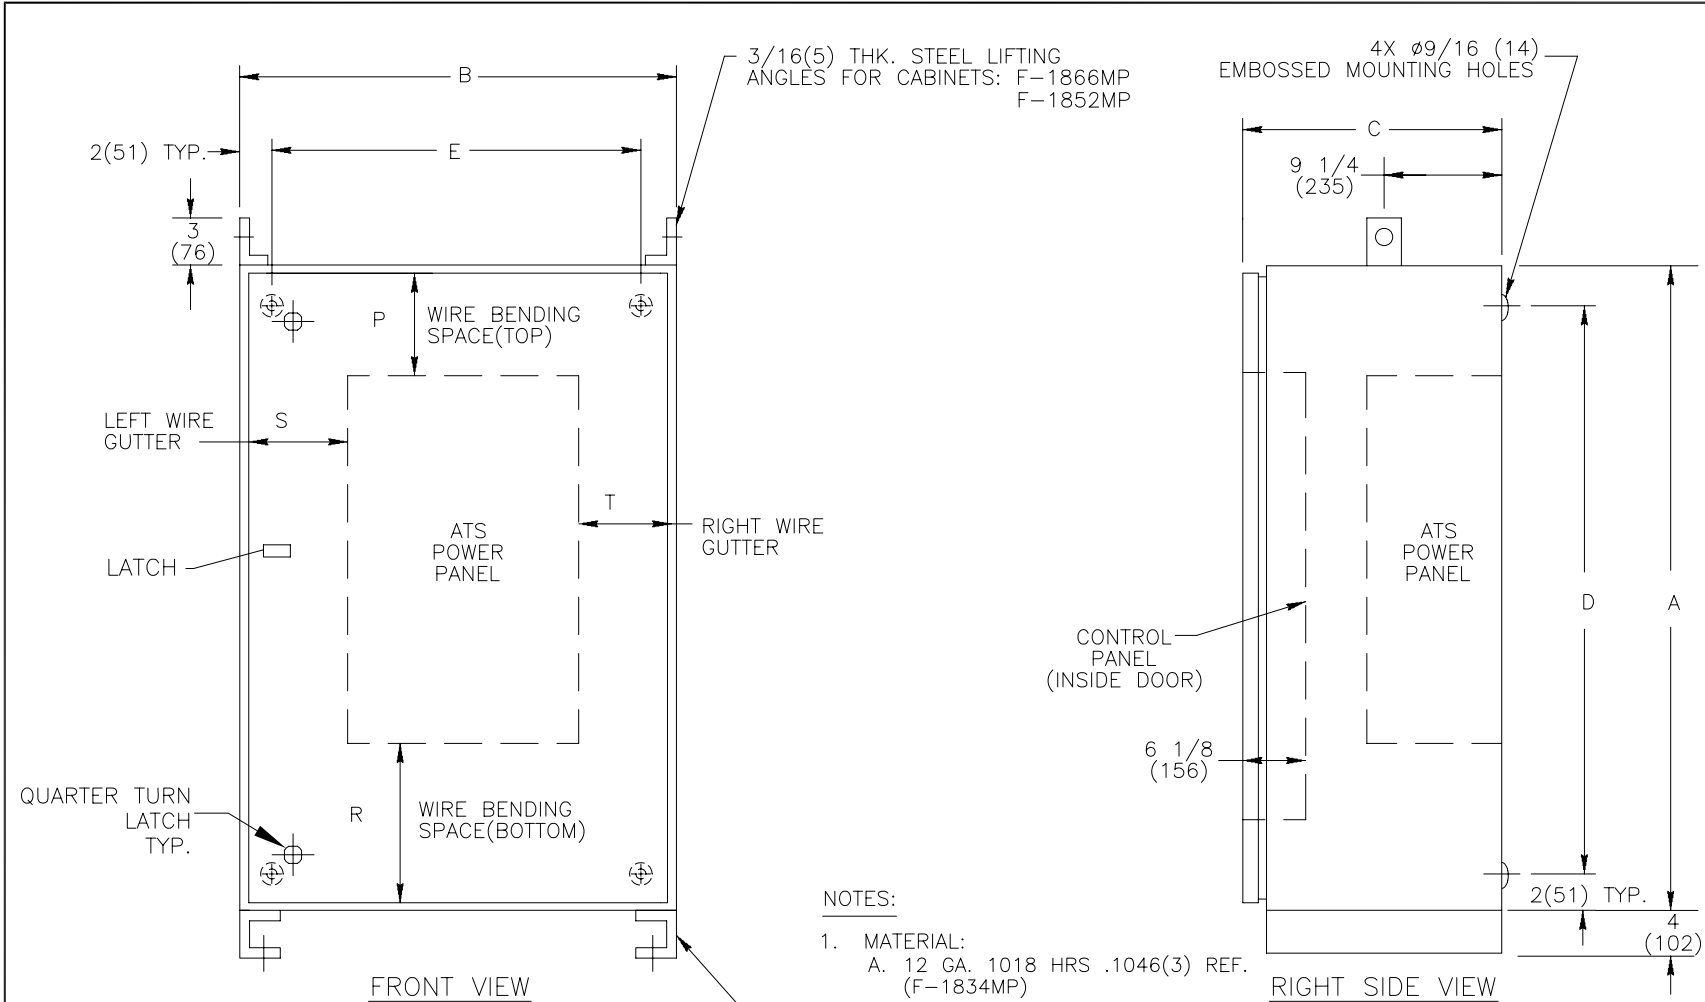 B
3/16(5) THK. STEEL LIFTING
ANGLES FOR CABINETS: F-1866MP
F-1852MP
4X ø9/16 (14)
EMBOSSED MOUNTING HOLES
2(51) TYP.
E
C
9 1/4
(235)
3
(76)
P
WIRE BENDING
SPACE(TOP)
LEFT WIRE
GUTTER
S
T
RIGHT WIRE
GUTTER
ATS
POWER
PANEL
LATCH
ATS
POWER
PANEL
D
A
CONTROL
PANEL
(INSIDE DOOR)
6 1/8
(156)
QUARTER TURN
LATCH
TYP.
R
WIRE BENDING
SPACE(BOTTOM)
2(51) TYP.
4
(102)
NOTES:
1. MATERIAL:
A. 12 GA. 1018 HRS .1046(3) REF.
(F-1834MP)
FRONT VIEW
RIGHT SIDE VIEW